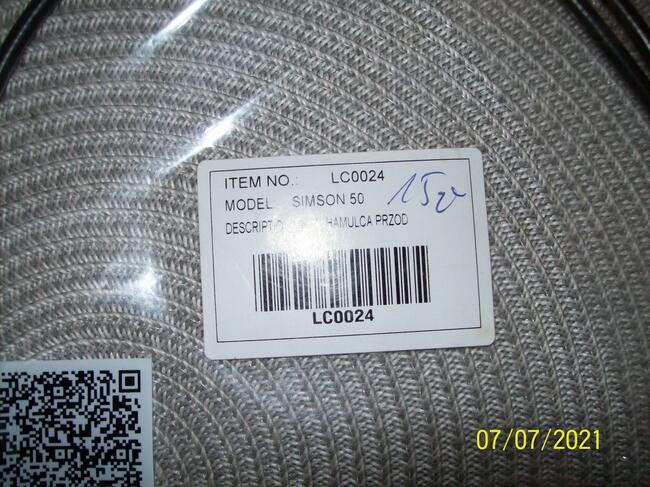 ITEM NO.: LC0024
MODEL: SIMSON 50
HAMULCA PRZOD
LC0024
07/07/2021